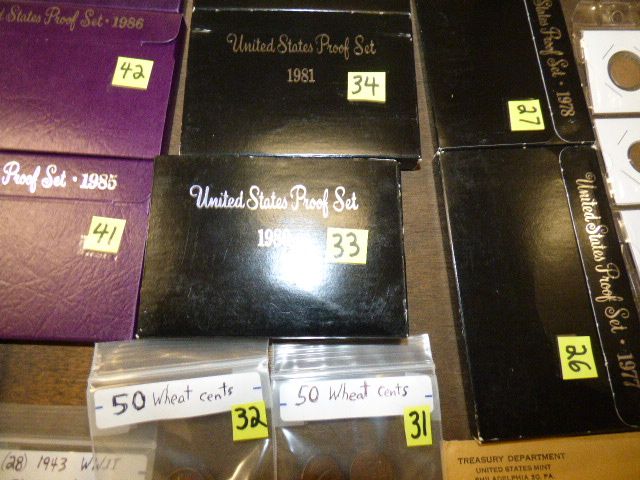 d States Proof Set · 1986
42
United States Proof Set
1981
34
United States Proof Set · 1978
27
Proof Set · 1985
41
United States Proof Set
33
United States Proof Set · 1977
26
50 Wheat cents
32
50 Wheat cents
31
(28) 1943 WWII
TREASURY DEPARTMENT
UNITED STATES MINT
PHILADELPHIA 30, PA.